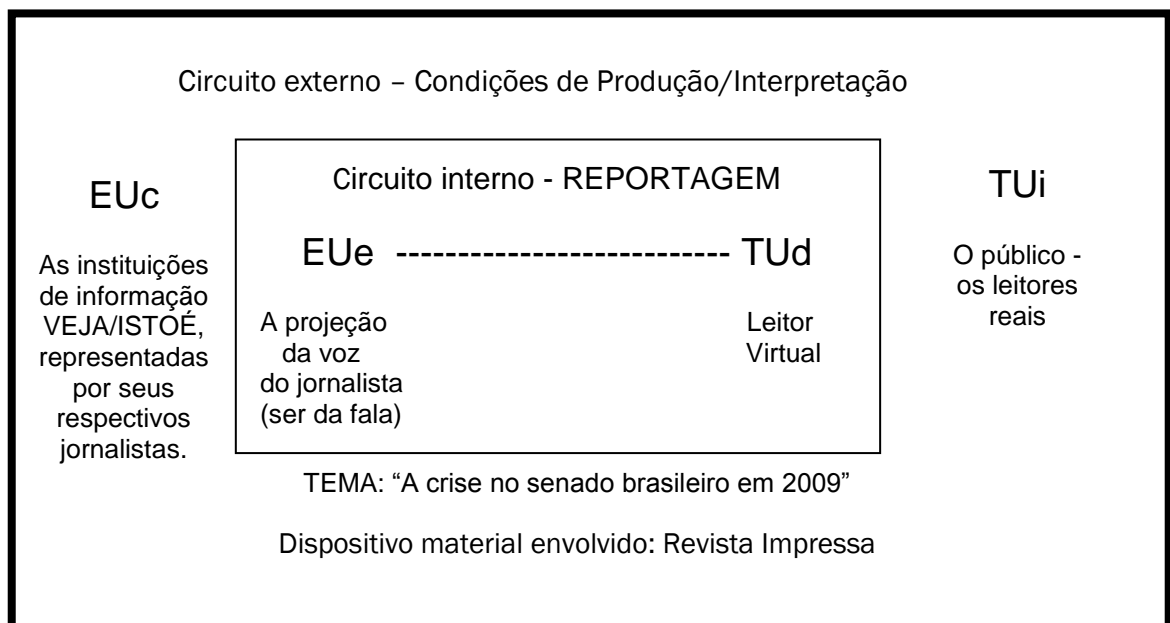 Circuito externo – Condições de Produção/Interpretação
EUc
As instituições
de informação
VEJA/ISTOÉ,
representadas
por seus
respectivos
jornalistas.
Circuito interno - REPORTAGEM
EUe --------------------------- TUd
A projeção
da voz
do jornalista
(ser da fala)
Leitor
Virtual
TUi
O público -
os leitores
reais
TEMA: “A crise no senado brasileiro em 2009”
Dispositivo material envolvido: Revista Impressa